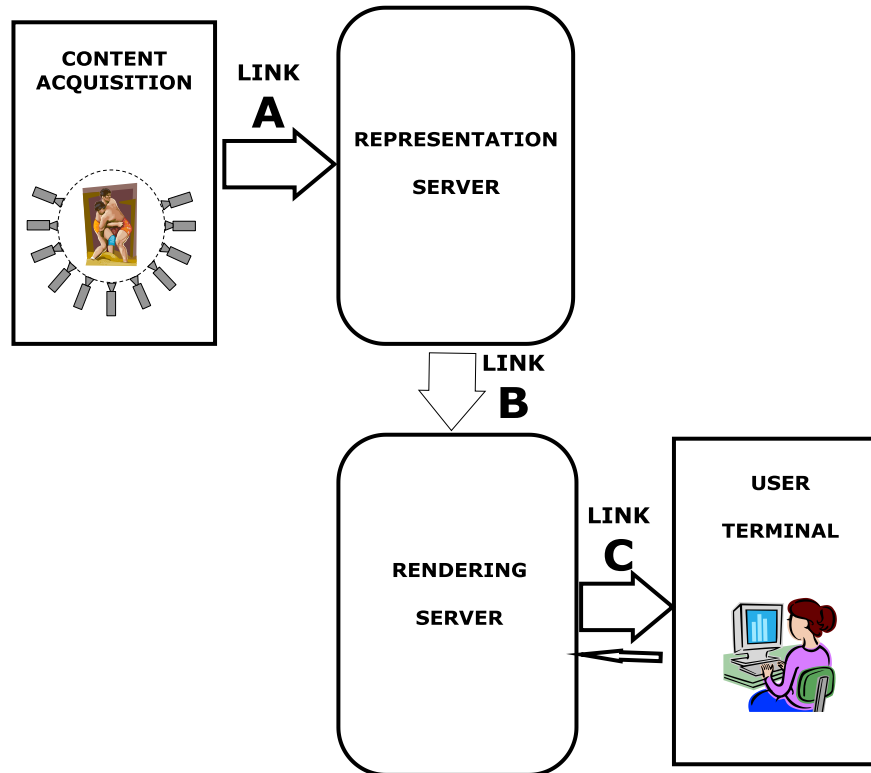 CONTENT
ACQUISITION
LINK
A
REPRESENTATION
SERVER
LINK
B
RENDERING
SERVER
LINK
C
USER
TERMINAL